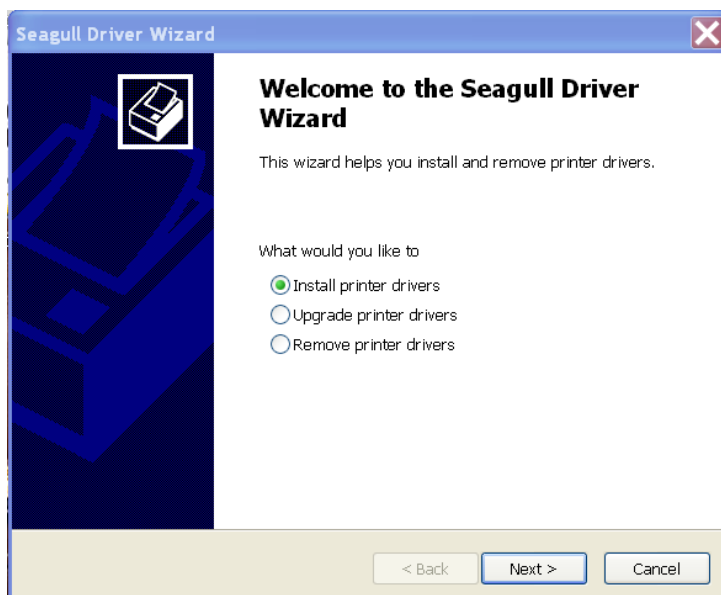 Seagull Driver Wizard
Welcome to the Seagull Driver
Wizard
This wizard helps you install and remove printer drivers.
What would you like to
Install printer drivers
Upgrade printer drivers
Remove printer drivers
< Back
Next >
Cancel